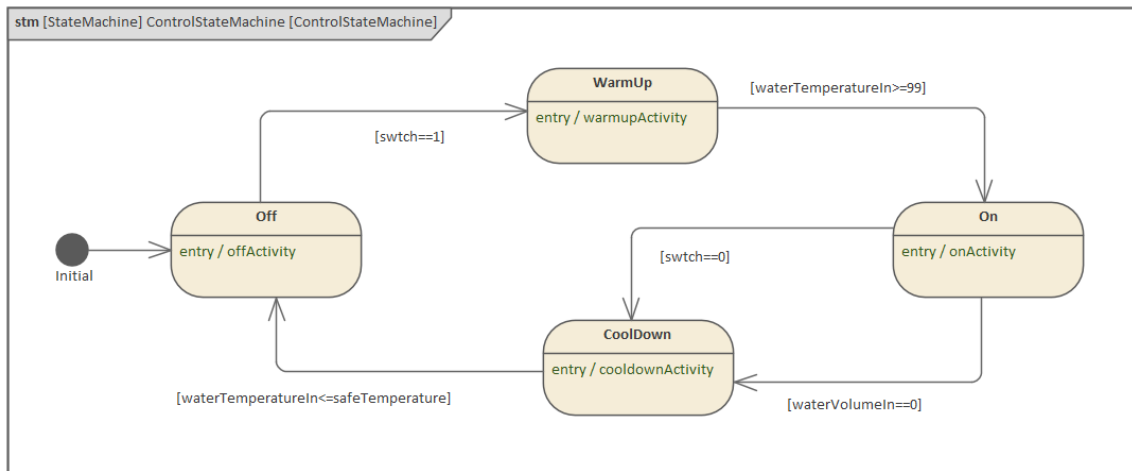 stm [StateMachine] ControlStateMachine [ControlStateMachine]
WarmUp
entry / warmupActivity
[waterTemperatureIn>=99]
[swtch==1]
Off
entry / offActivity
Initial
On
entry / onActivity
[swtch==0]
CoolDown
entry / cooldownActivity
[waterTemperatureIn<=safeTemperature]
[waterVolumeIn==0]